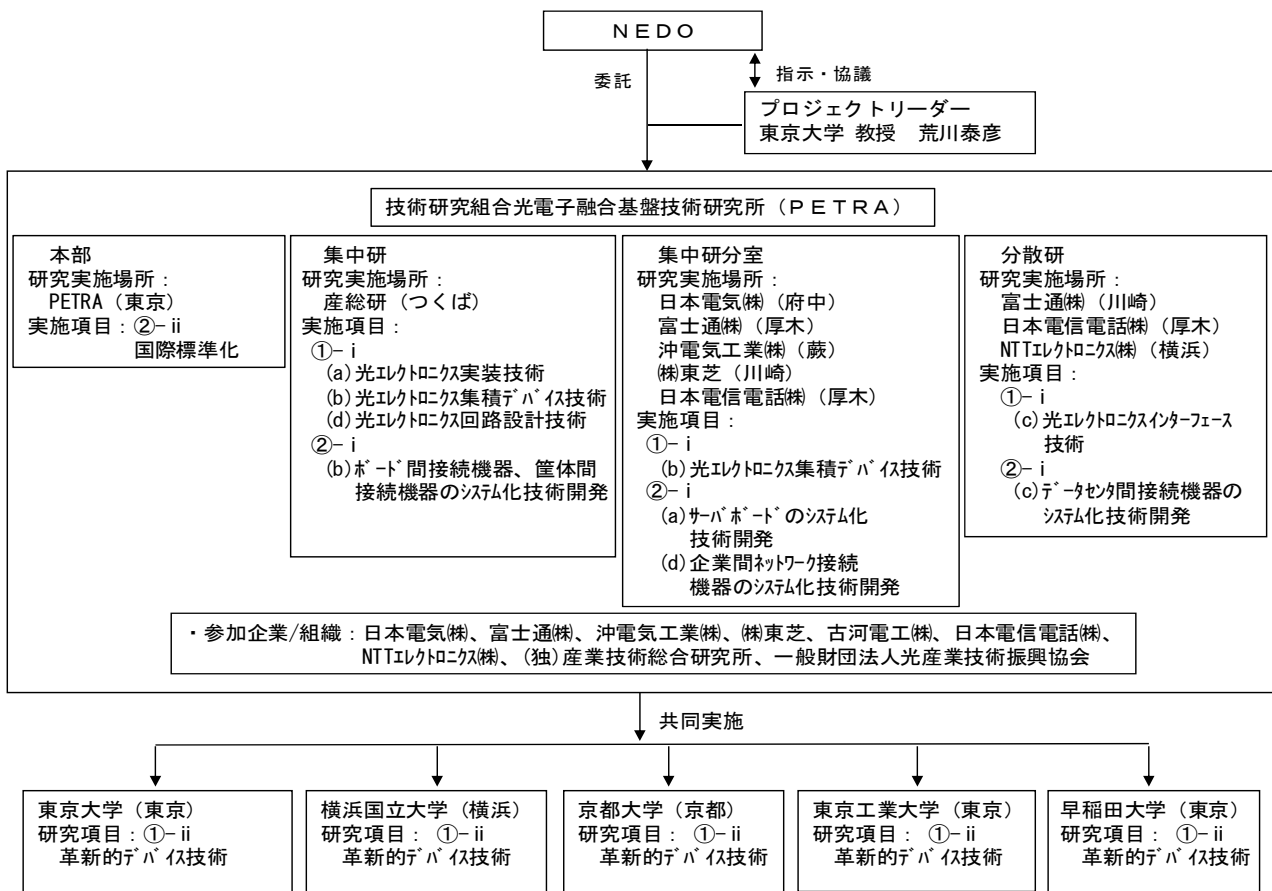 ＮＥＤＯ
委託
指示・協議
プロジェクトリーダー
東京大学 教授　荒川泰彦
技術研究組合光電子融合基盤技術研究所（ＰＥＴＲＡ）
本部
研究実施場所：
PETRA（東京）
実施項目：②-ⅱ
国際標準化
集中研
研究実施場所：
産総研（つくば）
実施項目：
①-ⅰ
(a)光ｴﾚｸﾄﾛﾆｸｽ実装技術
(b)光ｴﾚｸﾄﾛﾆｸｽ集積ﾃﾞﾊﾞｲｽ技術
(d)光ｴﾚｸﾄﾛﾆｸｽ回路設計技術
②-ⅰ
(b)ﾎﾞｰﾄﾞ間接続機器、筐体間
接続機器のｼｽﾃﾑ化技術開発
集中研分室
研究実施場所：
日本電気㈱（府中）
富士通㈱（厚木）
沖電気工業㈱（蕨）
㈱東芝（川崎）
日本電信電話㈱（厚木）
実施項目：
①-ⅰ
(b)光ｴﾚｸﾄﾛﾆｸｽ集積ﾃﾞﾊﾞｲｽ技術
②-ⅰ
(a)ｻｰﾊﾞﾎﾞｰﾄﾞのｼｽﾃﾑ化
技術開発
(d)企業間ﾈｯﾄﾜｰｸ接続
機器のｼｽﾃﾑ化技術開発
分散研
研究実施場所：
富士通㈱（川崎）
日本電信電話㈱（厚木）
NTTｴﾚｸﾄﾛﾆｸｽ㈱（横浜）
実施項目：
①-ⅰ
(c)光ｴﾚｸﾄﾛﾆｸｽｲﾝﾀｰﾌｪｰｽ
技術
②-ⅰ
(c)ﾃﾞｰﾀｾﾝﾀ間接続機器の
ｼｽﾃﾑ化技術開発
・参加企業/組織：日本電気㈱、富士通㈱、沖電気工業㈱、㈱東芝、古河電工㈱、日本電信電話㈱、
NTTｴﾚｸﾄﾛﾆｸｽ㈱、(独)産業技術総合研究所、一般財団法人光産業技術振興協会
共同実施
東京大学（東京）
研究項目：①-ⅱ
革新的ﾃﾞﾊﾞｲｽ技術
横浜国立大学（横浜）
研究項目：①-ⅱ
革新的ﾃﾞﾊﾞｲｽ技術
京都大学（京都）
研究項目：①-ⅱ
革新的ﾃﾞﾊﾞｲｽ技術
東京工業大学（東京）
研究項目：①-ⅱ
革新的ﾃﾞﾊﾞｲｽ技術
早稲田大学（東京）
研究項目：①-ⅱ
革新的ﾃﾞﾊﾞｲｽ技術